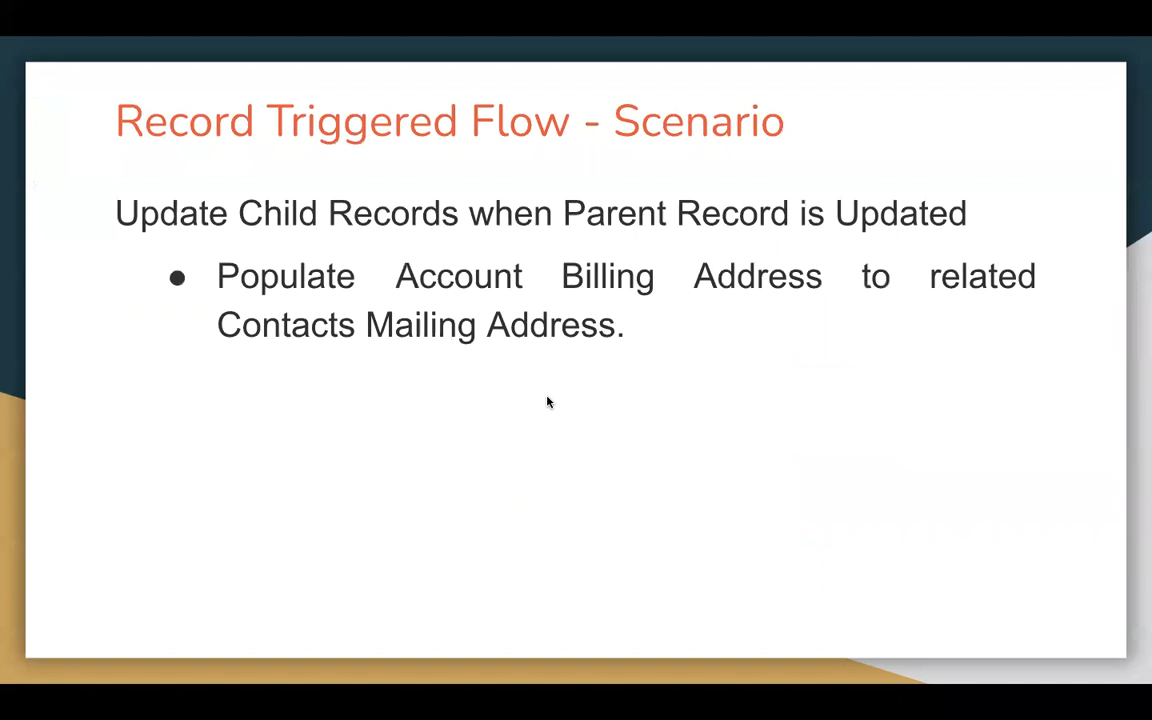 Record Triggered Flow - Scenario
Update Child Records when Parent Record is Updated
● Populate Account Billing Address to related
Contacts Mailing Address.